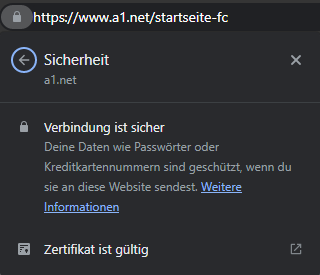 https://www.a1.net/startseite-fc
Sicherheit
a1.net
Verbindung ist sicher
Deine Daten wie Passwörter oder
Kreditkartennummern sind geschützt, wenn du
sie an diese Website sendest. Weitere
Informationen
Zertifikat ist gültig